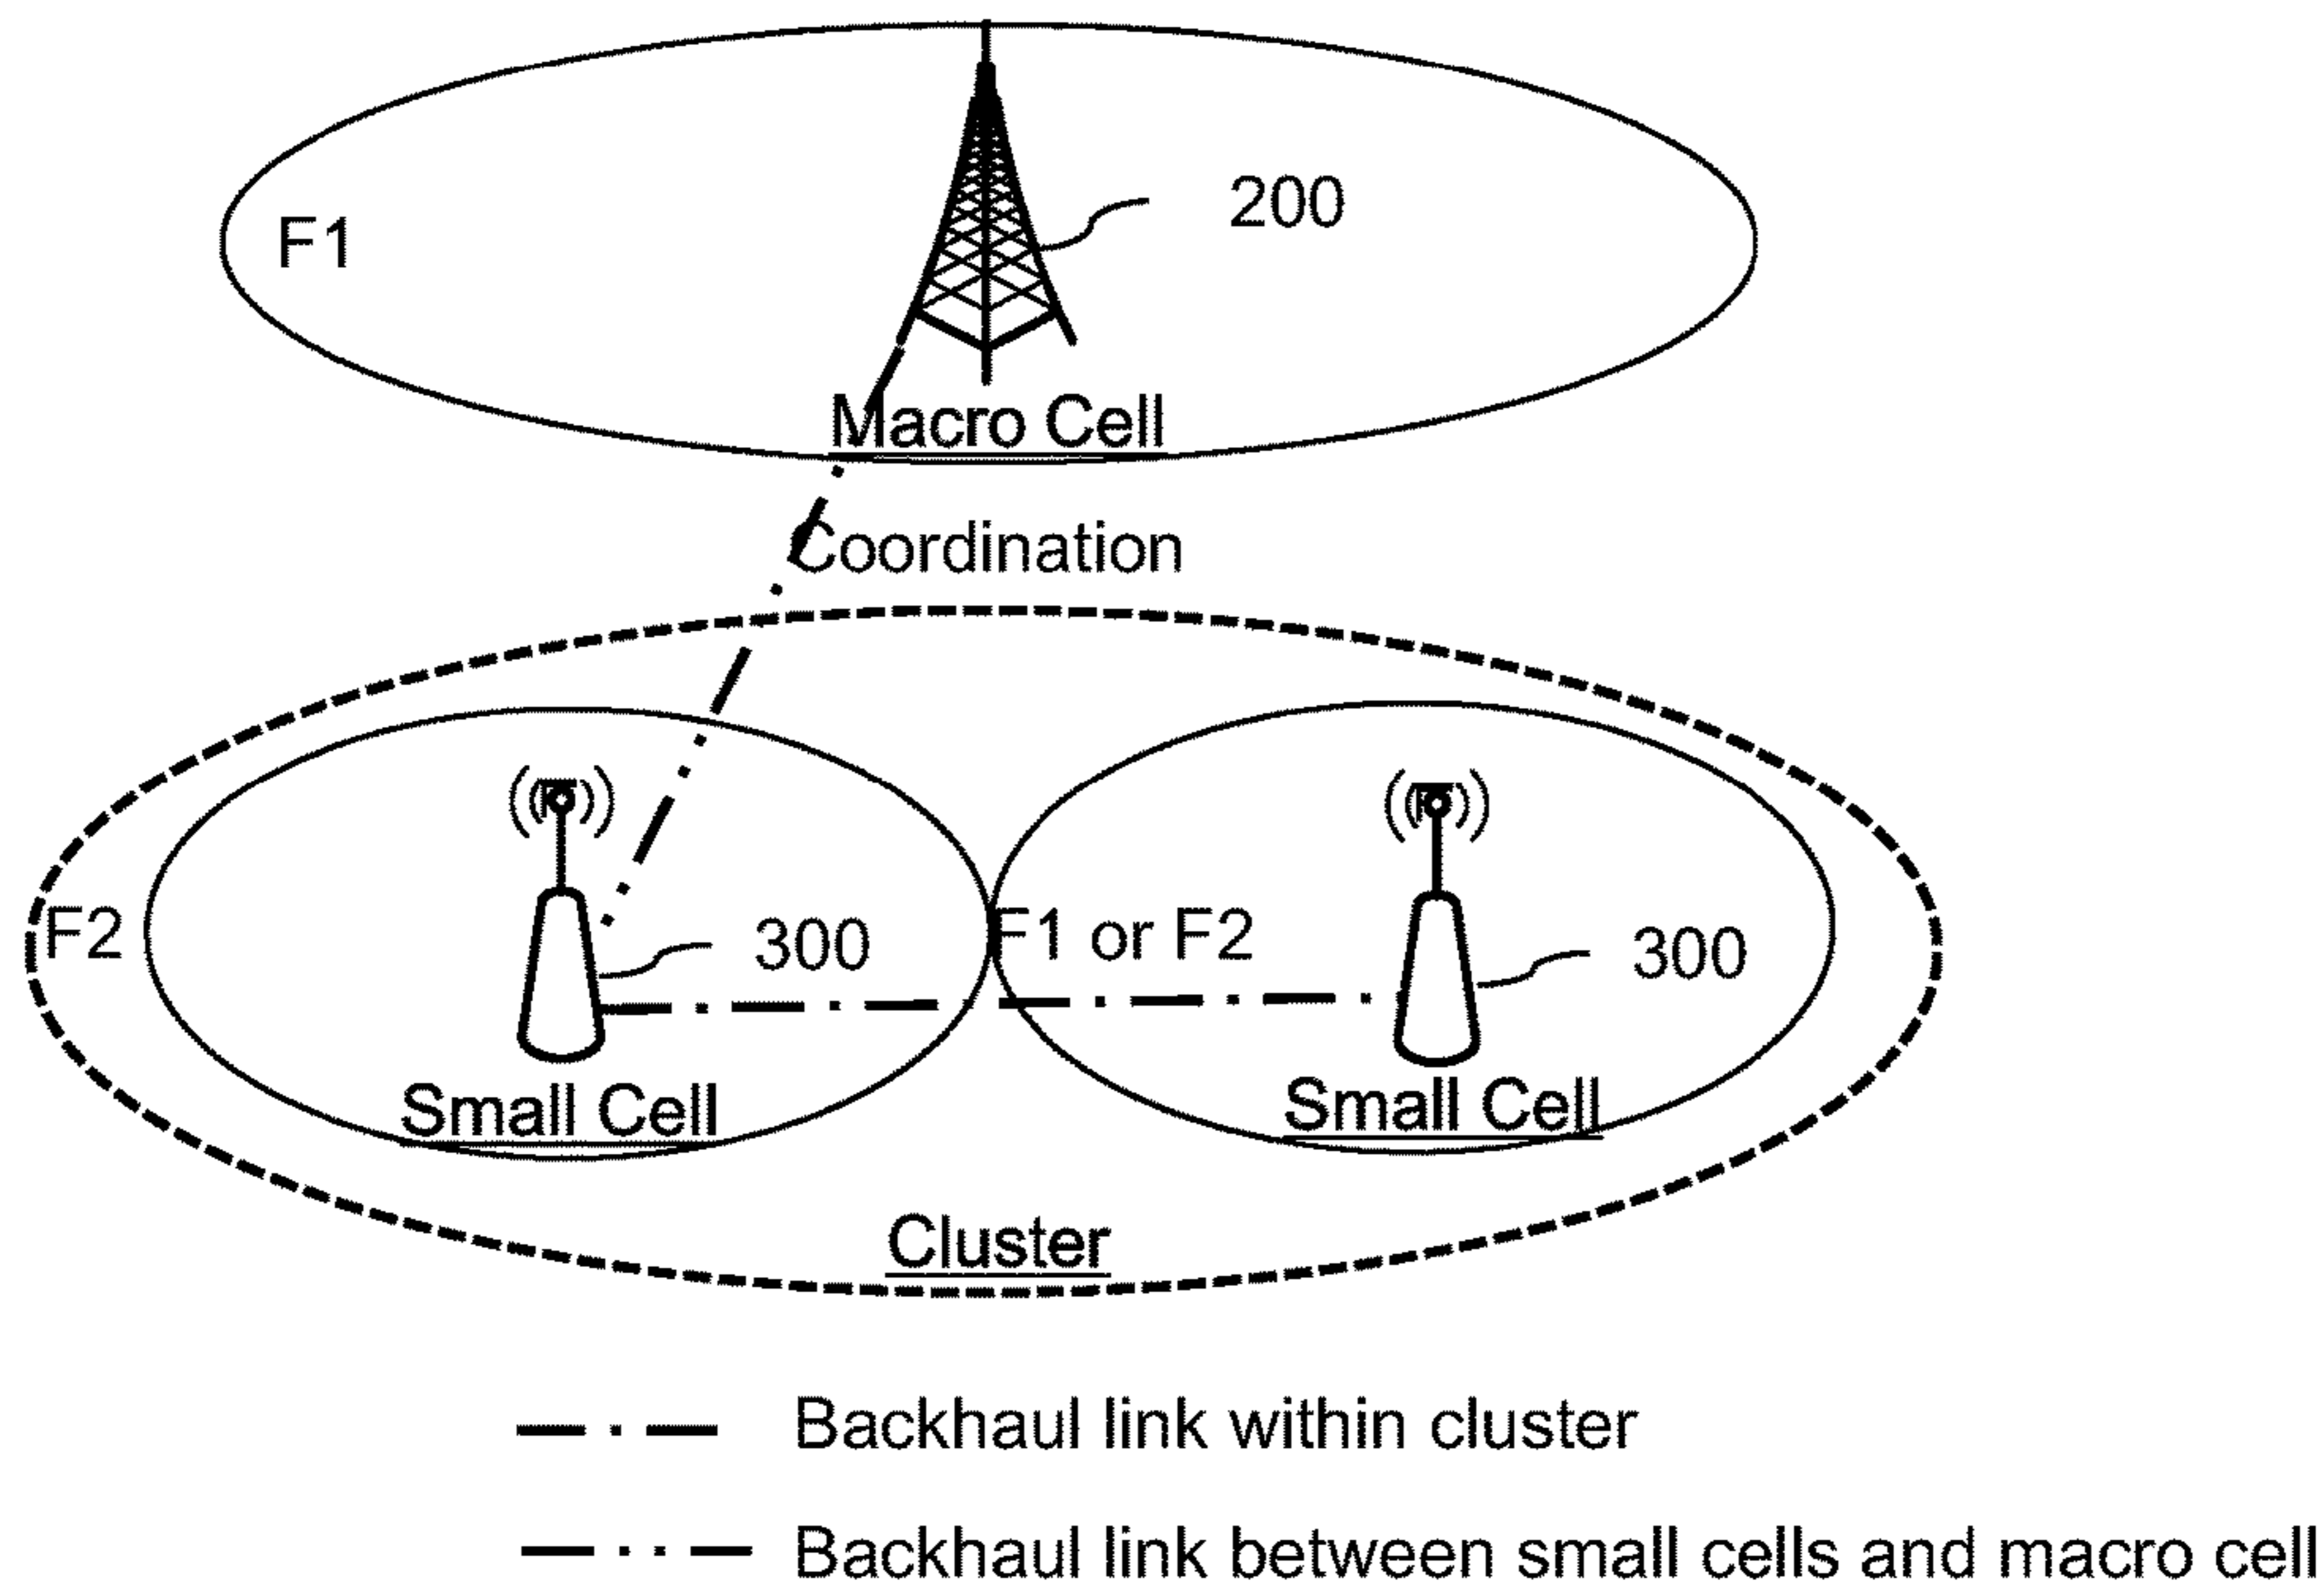 F1
200
Macro Cell
Coordination
F2
300
F1 or F2
300
Small Cell
Small Cell
Cluster
Backhaul link within cluster
Backhaul link between small cells and macro cell